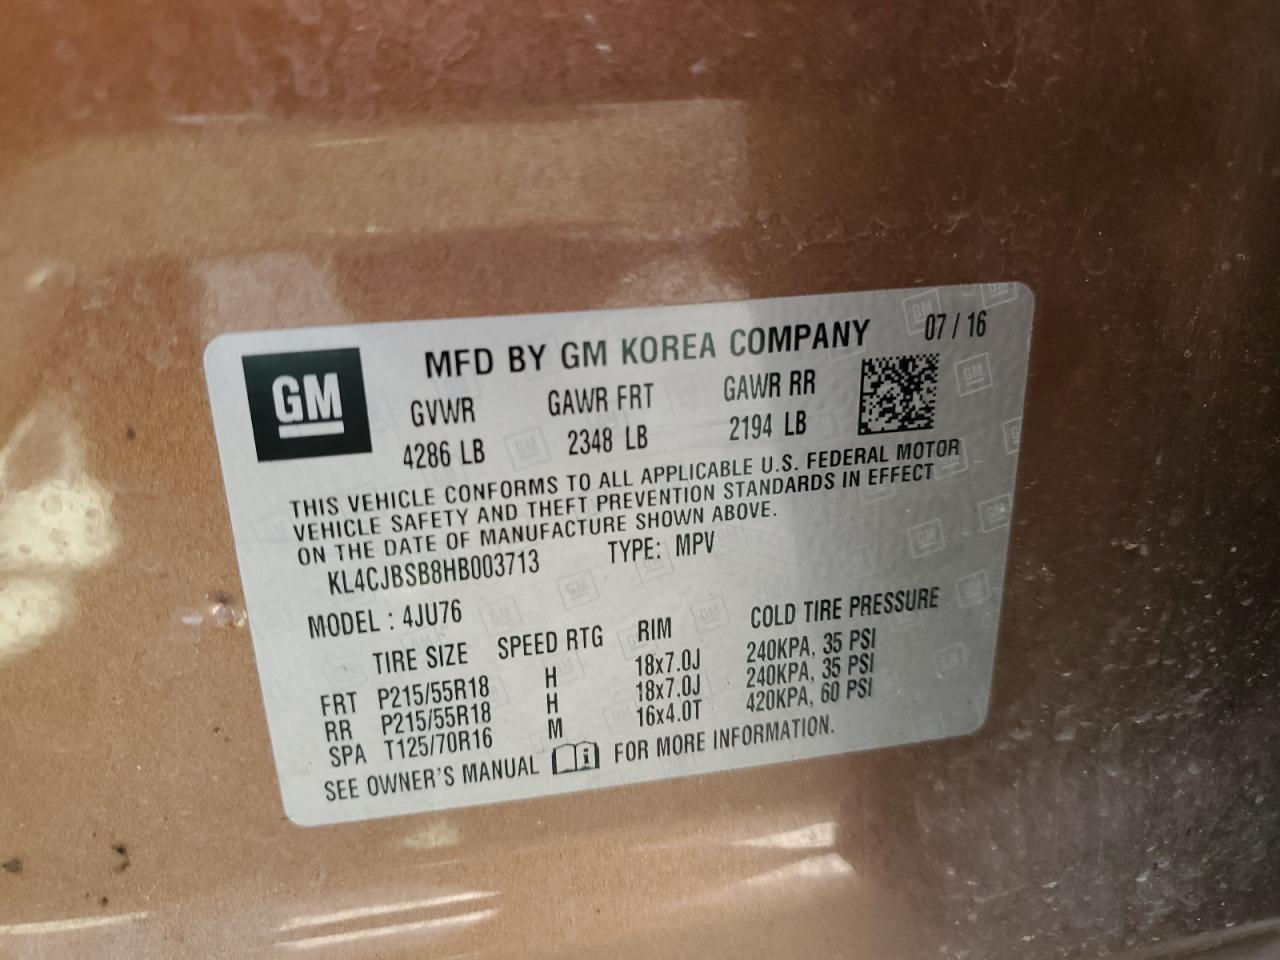 MFD BY GM KOREA COMPANY 07 / 16
GM
GVWR GAWR FRT GAWR RR
4286 LB 2348 LB 2194 LB
THIS VEHICLE CONFORMS TO ALL APPLICABLE U.S. FEDERAL MOTOR
VEHICLE SAFETY AND THEFT PREVENTION STANDARDS IN EFFECT
ON THE DATE OF MANUFACTURE SHOWN ABOVE.
KL4CJBSB8HB003713 TYPE: MPV
MODEL : 4JU76
TIRE SIZE SPEED RTG RIM COLD TIRE PRESSURE
FRT P215/55R18 H 18x7.0J 240KPA, 35 PSI
RR P215/55R18 H 18x7.0J 240KPA, 35 PSI
SPA T125/70R16 M 16x4.0T 420KPA, 60 PSI
SEE OWNER'S MANUAL i FOR MORE INFORMATION.